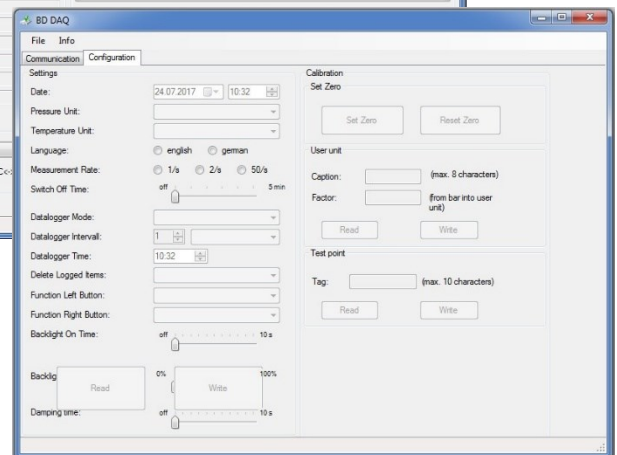 BD DAQ
File Info
Communication Configuration
Settings
Date: 24.07.2017 10:32
Pressure Unit:
Temperature Unit:
Language: english german
Measurement Rate: 1/s 2/s 50/s
Switch Off Time: off 5 min
Datalogger Mode:
Datalogger Intervall: 1
Datalogger Time: 10:32
Delete Logged Items:
Function Left Button:
Function Right Button:
Backlight On Time: off 10 s
Backlig 0% 100%
Read Write
Damping time: off 10 s
Calibration
Set Zero
Set Zero Reset Zero
User unit
Caption: (max. 8 characters)
Factor: (from bar into user
unit)
Read Write
Test point
Tag: (max. 10 characters)
Read Write